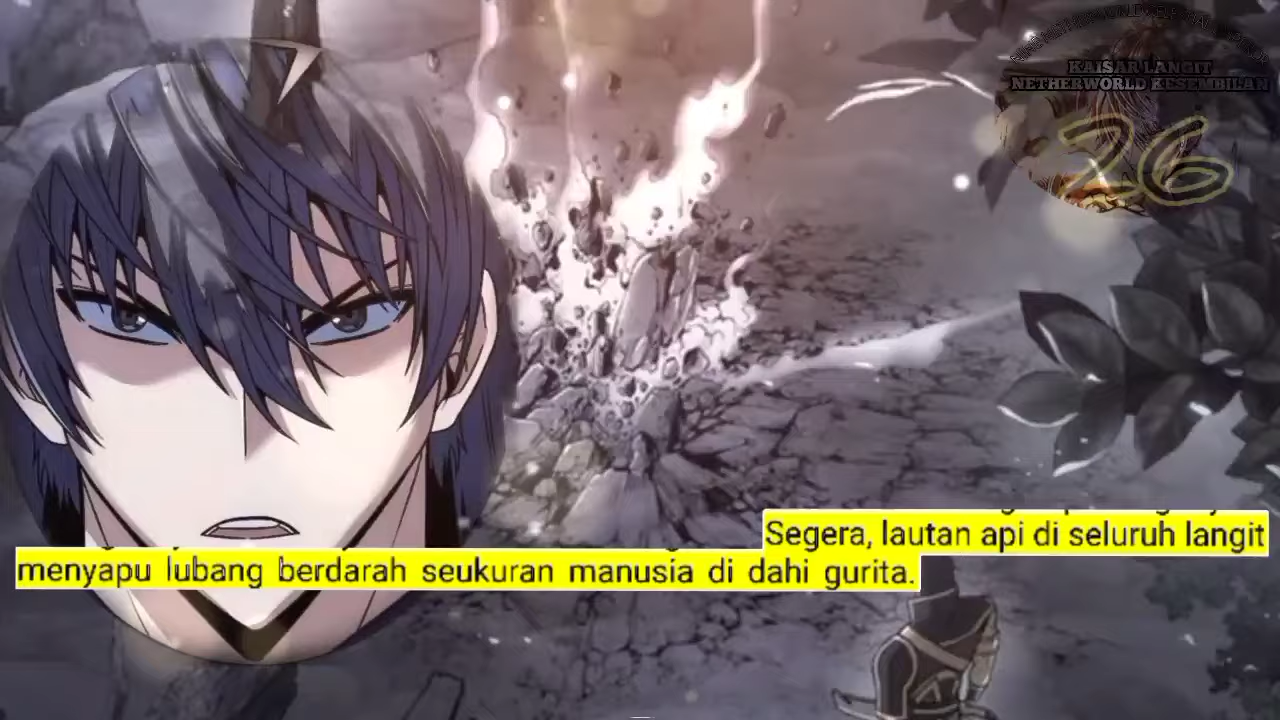 KAISAR LANGIT
NETHERWORLD KESEMBILAN
26
Segera, lautan api di seluruh langit
menyapu lubang berdarah seukuran manusia di dahi gurita.